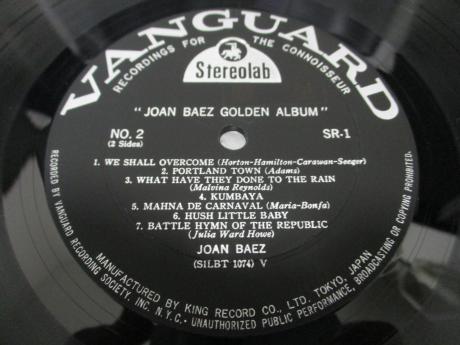 VANGUARD
RECORDINGS FOR THE CONNOISSEUR
Stereolab
"JOAN BAEZ GOLDEN ALBUM"
NO. 2 SR-1
(2 Sides)
1. WE SHALL OVERCOME (Horton-Hamilton-Carawan-Seeger)
2. PORTLAND TOWN (Adams)
3. WHAT HAVE THEY DONE TO THE RAIN
(Malvina Reynolds)
4. KUMBAYA
5. MAHNA DE CARNAVAL (Maria-Bonfa)
6. HUSH LITTLE BABY
7. BATTLE HYMN OF THE REPUBLIC
(Julia Ward Howe)
JOAN BAEZ
(S1LBT 1074) V
MANUFACTURED BY KING RECORD CO., LTD. TOKYO, JAPAN
RECORDED BY VANGUARD RECORDING SOCIETY, INC. N.Y.C.· UNAUTHORIZED PUBLIC PERFORMANCE, BROADCASTING OR COPYING PROHIBITED.